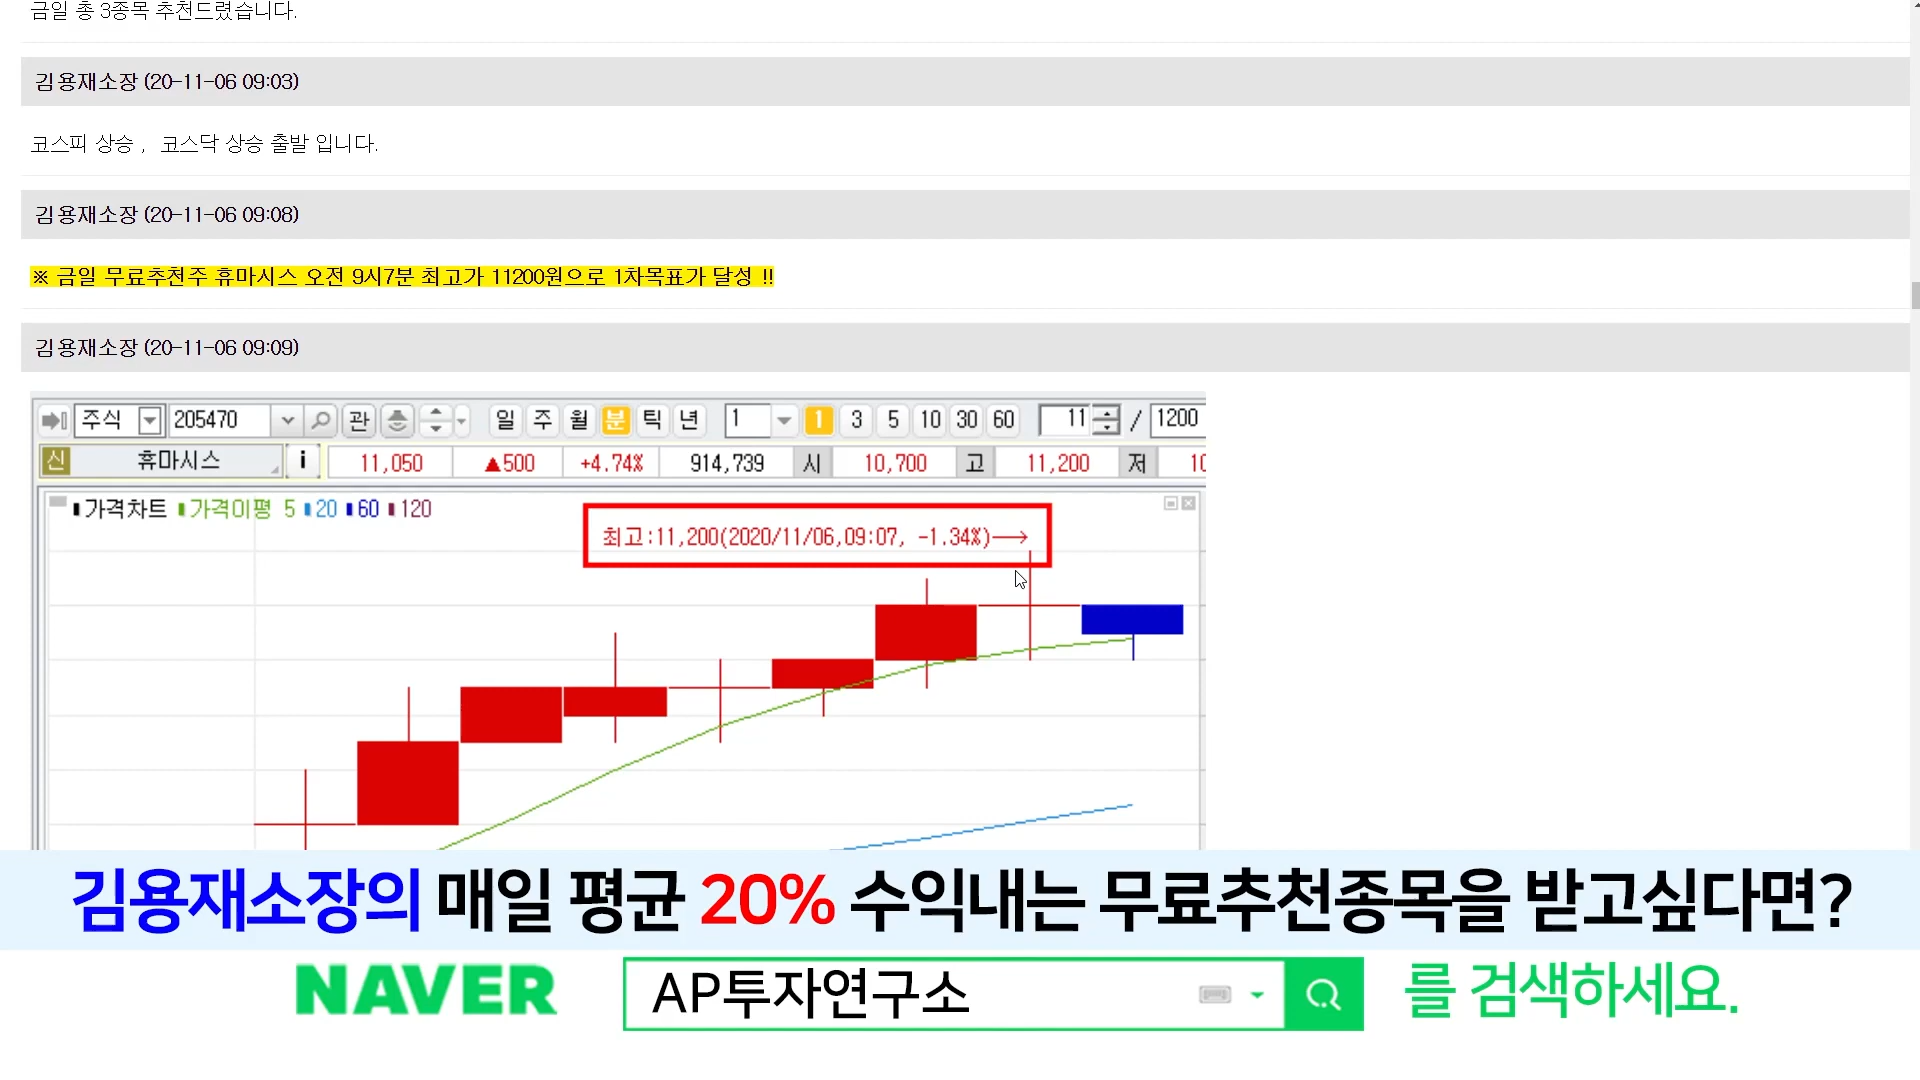 금일 총 3종목 추천드렸습니다.
김용재소장 (20-11-06 09:03)
코스피 상승 , 코스닥 상승 출발 입니다.
김용재소장 (20-11-06 09:08)
※ 금일 무료추천주 휴마시스 오전 9시7분 최고가 11200원으로 1차목표가 달성 !!
김용재소장 (20-11-06 09:09)
주식 205470 관 일 주 월 분 틱 년 1 1 3 5 10 30 60 11 / 1200
신 휴마시스 i 11,050 ▲500 +4.74% 914,739 시 10,700 고 11,200 저
가격차트 가격이평 5 20 60 120
최고:11,200(2020/11/06,09:07, -1.34%)→
김용재소장의 매일 평균 20% 수익내는 무료추천종목을 받고싶다면?
NAVER AP투자연구소 를 검색하세요.